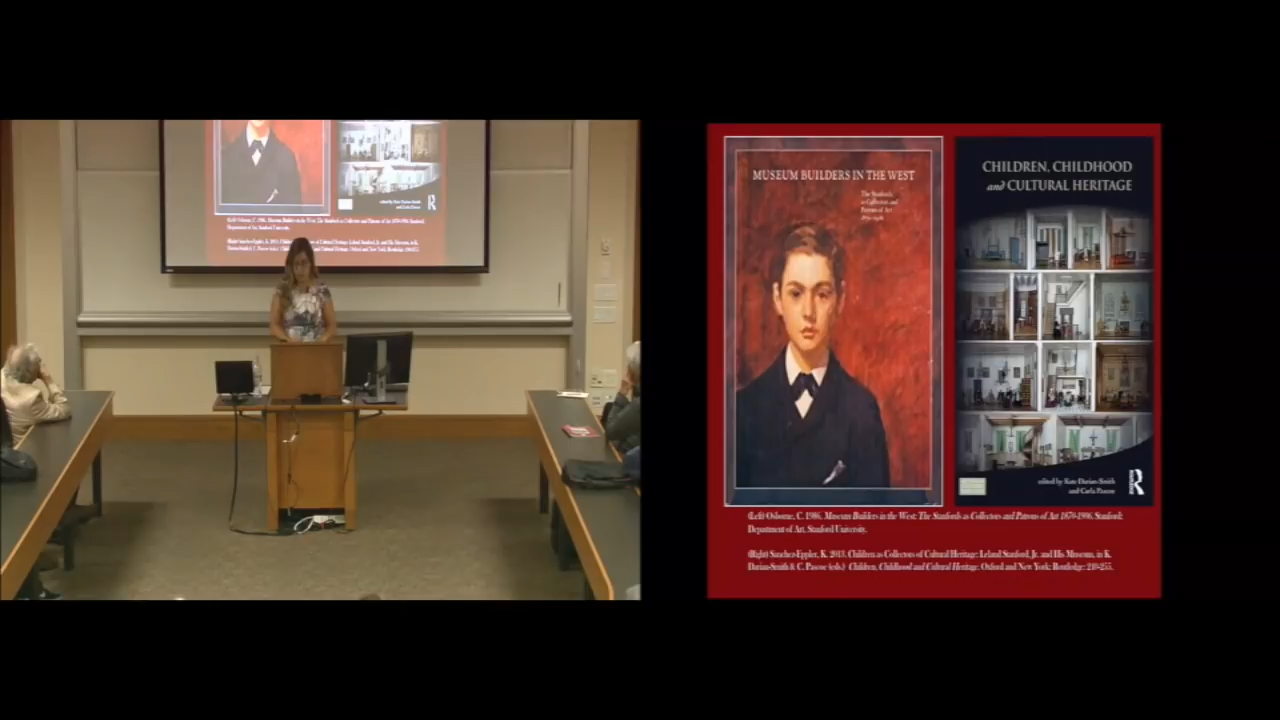 MUSEUM BUILDERS IN THE WEST
The Stanfords
as Collectors and
Patrons of Art
1870-1906
CHILDREN, CHILDHOOD
and CULTURAL HERITAGE
edited by Kate Darian-Smith
and Carla Pascoe
R
(Left) Osborne, C. 1986. Museum Builders in the West: The Stanfords as Collectors and Patrons of Art 1870-1906. Stanford:
Department of Art, Stanford University.
(Right) Sanchez-Eppler, K. 2013. Children as Collectors of Cultural Heritage: Leland Stanford, Jr. and His Museum, in K.
Darian-Smith & C. Pascoe (eds.) Children, Childhood and Cultural Heritage. Oxford and New York: Routledge: 210-255.